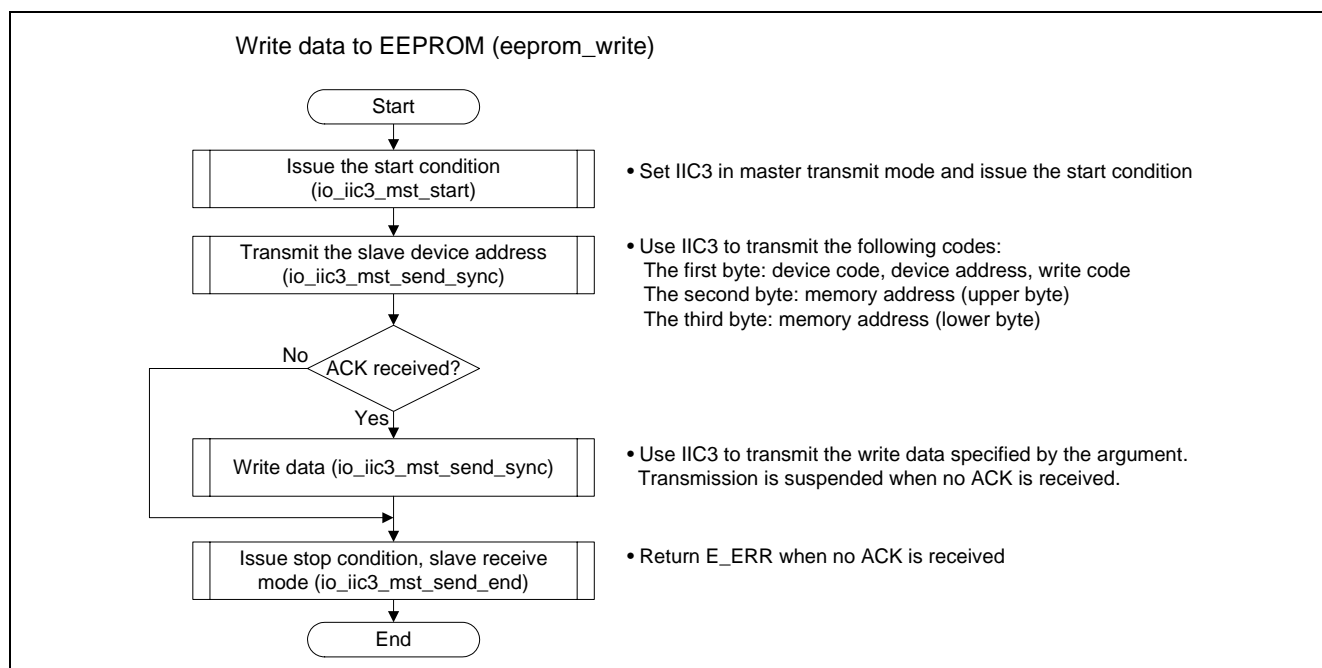 Write data to EEPROM (eeprom_write)
Start
Issue the start condition
(io_iic3_mst_start)
• Set IIC3 in master transmit mode and issue the start condition
Transmit the slave device address
(io_iic3_mst_send_sync)
• Use IIC3 to transmit the following codes:
The first byte: device code, device address, write code
The second byte: memory address (upper byte)
The third byte: memory address (lower byte)
No
ACK received?
Yes
Write data (io_iic3_mst_send_sync)
• Use IIC3 to transmit the write data specified by the argument.
Transmission is suspended when no ACK is received.
Issue stop condition, slave receive
mode (io_iic3_mst_send_end)
• Return E_ERR when no ACK is received
End